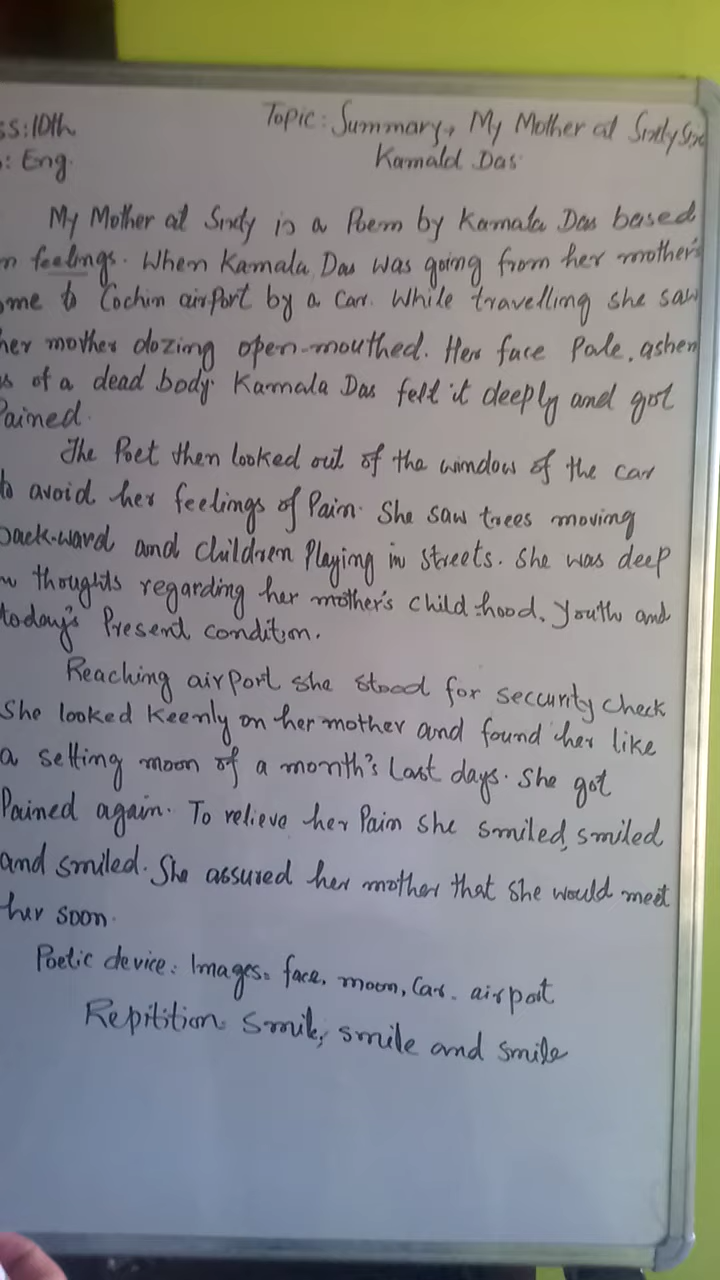 ss: 10th
Topic: Summary, My Mother at Sixty Six
: Eng.
Kamald Das
My Mother at Sixty is a Poem by Kamala Das based
n feelings. When Kamala Das was going from her mother's
ome to Cochin airport by a car. While travelling she saw
her mother dozing open-mouthed. Her face Pale, ashen
as of a dead body. Kamala Das felt it deeply and got
Pained.
The Poet then looked out of the window of the car
to avoid her feelings of Pain. She saw trees moving
back-ward and children Playing in streets. She was deep
in thoughts regarding her mother's child-hood, youth and
today's Present condition.
Reaching airport she stood for security check
She looked keenly on her mother and found her like
a setting moon of a month's last days. She got
Pained again. To relieve her Pain she smiled, smiled
and smiled. She assured her mother that she would meet
her soon.
Poetic device: Images = face, moon, Car. airport
Repitition: Smile, smile and smile